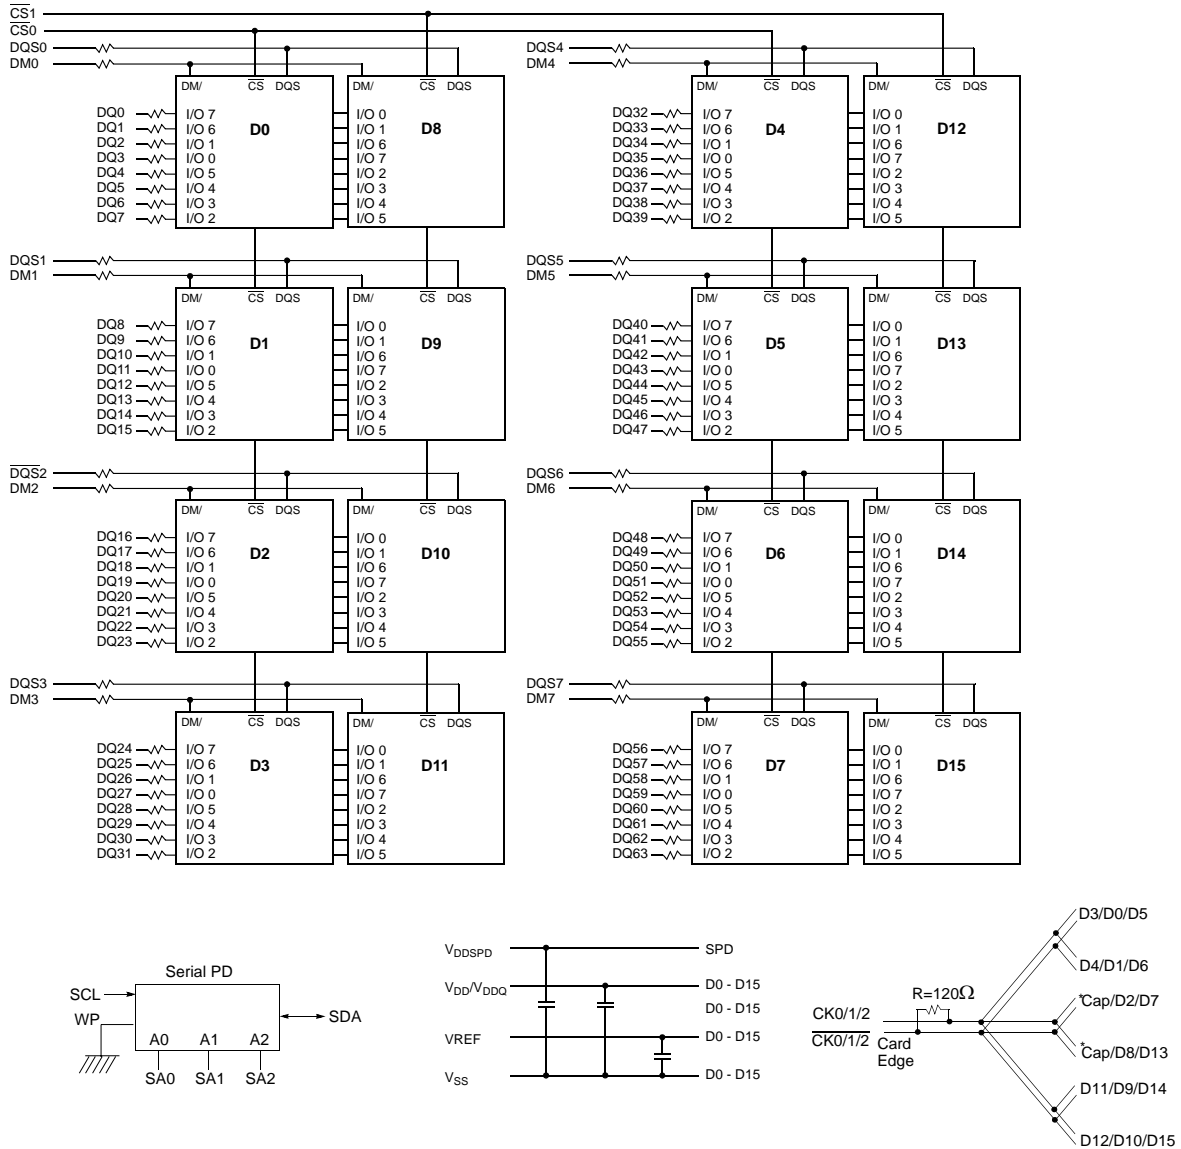 CS1
CS0
DQS0
DM0
DM/ CS DQS
DM/ CS DQS
DQ0 I/O 7 I/O 0
DQ1 I/O 6 D0 I/O 1 D8
DQ2 I/O 1 I/O 6
DQ3 I/O 0 I/O 7
DQ4 I/O 5 I/O 2
DQ5 I/O 4 I/O 3
DQ6 I/O 3 I/O 4
DQ7 I/O 2 I/O 5
DQS4
DM4
DM/ CS DQS
DM/ CS DQS
DQ32 I/O 7 I/O 0
DQ33 I/O 6 D4 I/O 1 D12
DQ34 I/O 1 I/O 6
DQ35 I/O 0 I/O 7
DQ36 I/O 5 I/O 2
DQ37 I/O 4 I/O 3
DQ38 I/O 3 I/O 4
DQ39 I/O 2 I/O 5
DQS1
DM1
DM/ CS DQS
DM/ CS DQS
DQ8 I/O 7 I/O 0
DQ9 I/O 6 D1 I/O 1 D9
DQ10 I/O 1 I/O 6
DQ11 I/O 0 I/O 7
DQ12 I/O 5 I/O 2
DQ13 I/O 4 I/O 3
DQ14 I/O 3 I/O 4
DQ15 I/O 2 I/O 5
DQS5
DM5
DM/ CS DQS
DM/ CS DQS
DQ40 I/O 7 I/O 0
DQ41 I/O 6 D5 I/O 1 D13
DQ42 I/O 1 I/O 6
DQ43 I/O 0 I/O 7
DQ44 I/O 5 I/O 2
DQ45 I/O 4 I/O 3
DQ46 I/O 3 I/O 4
DQ47 I/O 2 I/O 5
DQS2
DM2
DM/ CS DQS
DM/ CS DQS
DQ16 I/O 7 I/O 0
DQ17 I/O 6 D2 I/O 1 D10
DQ18 I/O 1 I/O 6
DQ19 I/O 0 I/O 7
DQ20 I/O 5 I/O 2
DQ21 I/O 4 I/O 3
DQ22 I/O 3 I/O 4
DQ23 I/O 2 I/O 5
DQS6
DM6
DM/ CS DQS
DM/ CS DQS
DQ48 I/O 7 I/O 0
DQ49 I/O 6 D6 I/O 1 D14
DQ50 I/O 1 I/O 6
DQ51 I/O 0 I/O 7
DQ52 I/O 5 I/O 2
DQ53 I/O 4 I/O 3
DQ54 I/O 3 I/O 4
DQ55 I/O 2 I/O 5
DQS3
DM3
DM/ CS DQS
DM/ CS DQS
DQ24 I/O 7 I/O 0
DQ25 I/O 6 D3 I/O 1 D11
DQ26 I/O 1 I/O 6
DQ27 I/O 0 I/O 7
DQ28 I/O 5 I/O 2
DQ29 I/O 4 I/O 3
DQ30 I/O 3 I/O 4
DQ31 I/O 2 I/O 5
DQS7
DM7
DM/ CS DQS
DM/ CS DQS
DQ56 I/O 7 I/O 0
DQ57 I/O 6 D7 I/O 1 D15
DQ58 I/O 1 I/O 6
DQ59 I/O 0 I/O 7
DQ60 I/O 5 I/O 2
DQ61 I/O 4 I/O 3
DQ62 I/O 3 I/O 4
DQ63 I/O 2 I/O 5
Serial PD
SCL
WP
SDA
A0 A1 A2
SA0 SA1 SA2
VDDSPD SPD
VDD/VDDQ D0 - D15
D0 - D15
VREF D0 - D15
VSS D0 - D15
R=120Ω
CK0/1/2
CK0/1/2
Card
Edge
D3/D0/D5
D4/D1/D6
*Cap/D2/D7
*Cap/D8/D13
D11/D9/D14
D12/D10/D15